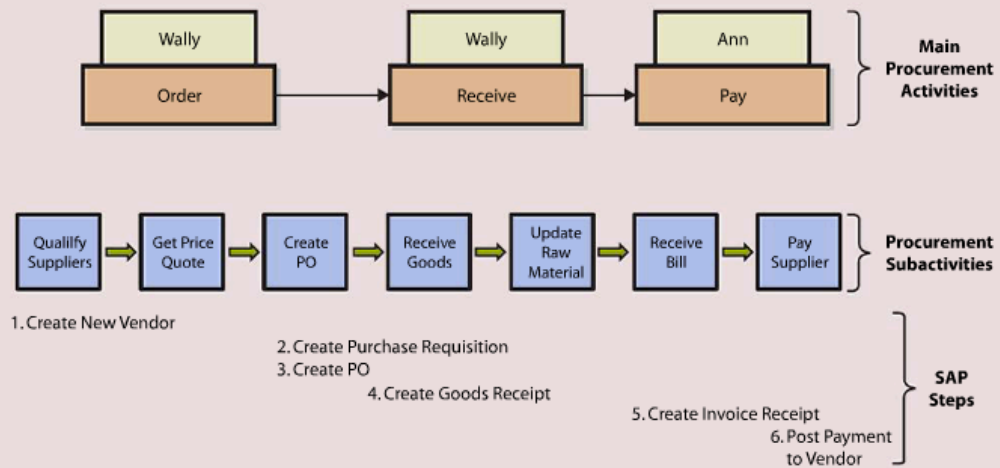 Wally
Wally
Ann
Order
Receive
Pay
Main
Procurement
Activities
Qualilfy
Suppliers
Get Price
Quote
Create
PO
Receive
Goods
Update
Raw
Material
Receive
Bill
Pay
Supplier
Procurement
Subactivities
1. Create New Vendor
2. Create Purchase Requisition
3. Create PO
4. Create Goods Receipt
5. Create Invoice Receipt
6. Post Payment
to Vendor
SAP
Steps